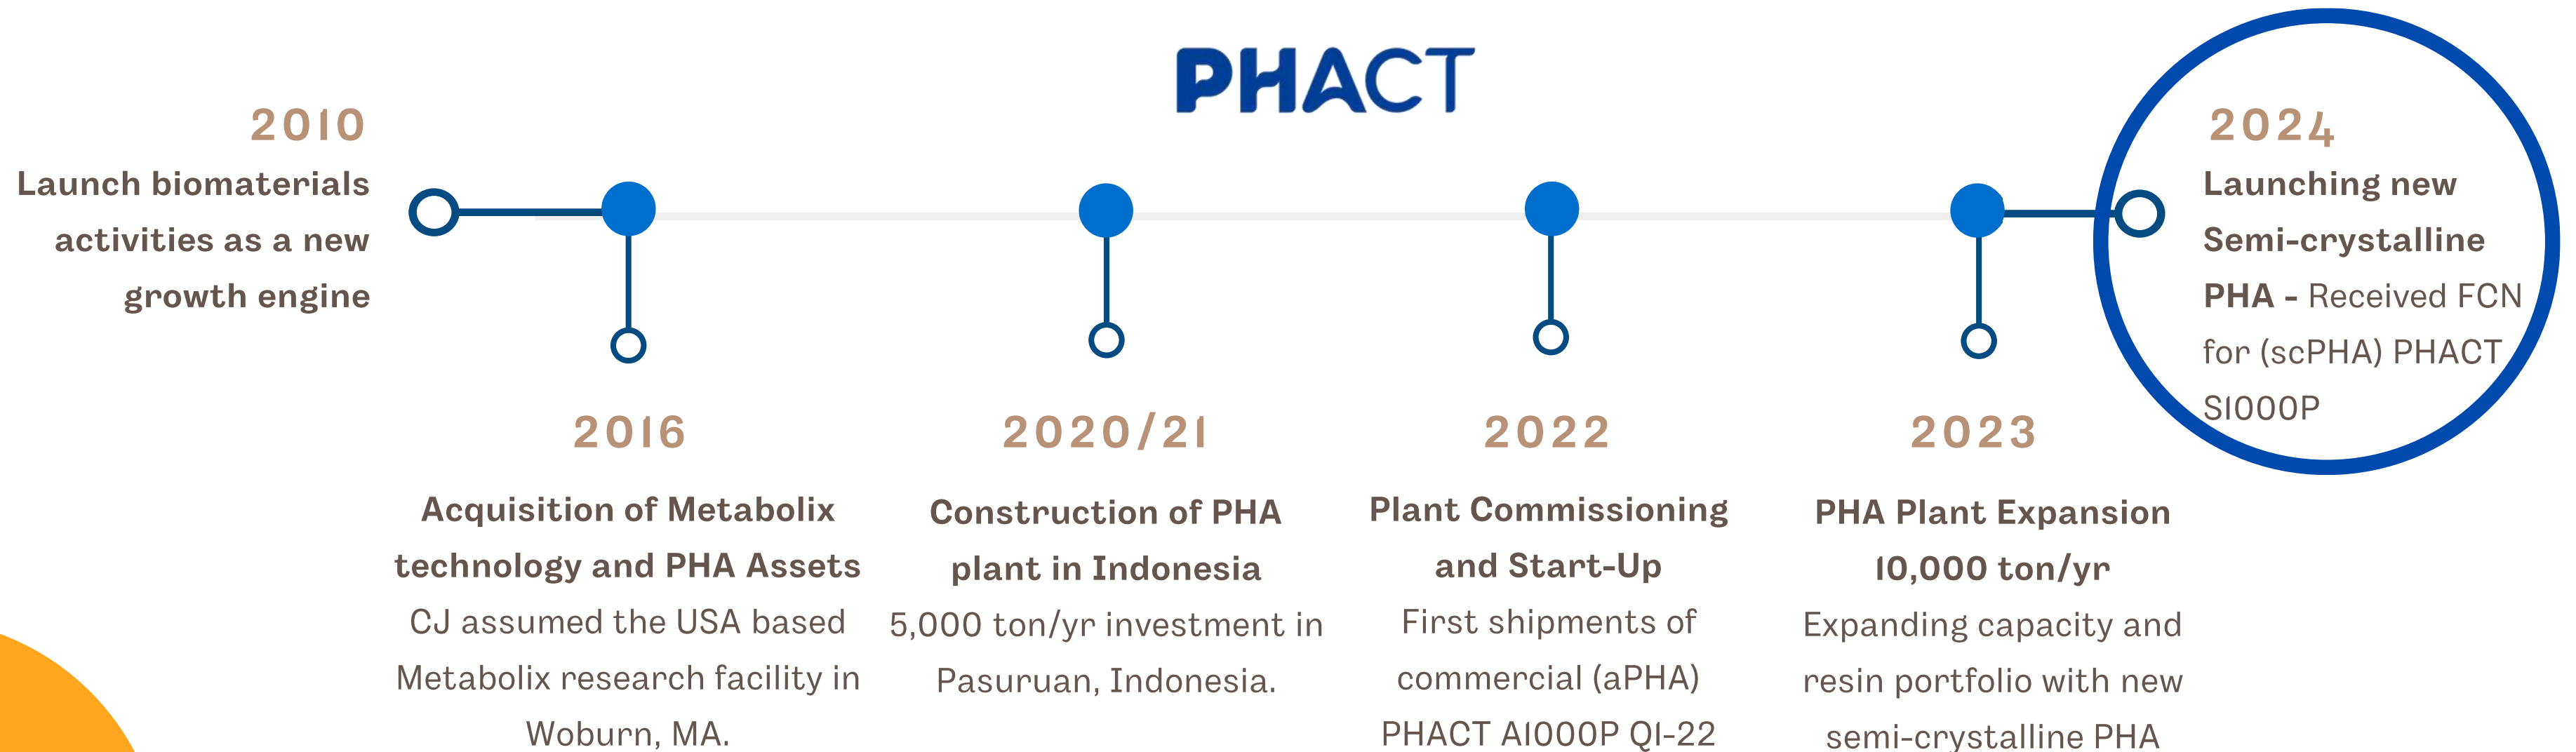 PHACT
2010
Launch biomaterials
activities as a new
growth engine
2016
Acquisition of Metabolix
technology and PHA Assets
CJ assumed the USA based
Metabolix research facility in
Woburn, MA.
2020/21
Construction of PHA
plant in Indonesia
5,000 ton/yr investment in
Pasuruan, Indonesia.
2022
Plant Commissioning
and Start-Up
First shipments of
commercial (aPHA)
PHACT A1000P Q1-22
2023
PHA Plant Expansion
10,000 ton/yr
Expanding capacity and
resin portfolio with new
semi-crystalline PHA
2024
Launching new
Semi-crystalline
PHA - Received FCN
for (scPHA) PHACT
S1000P